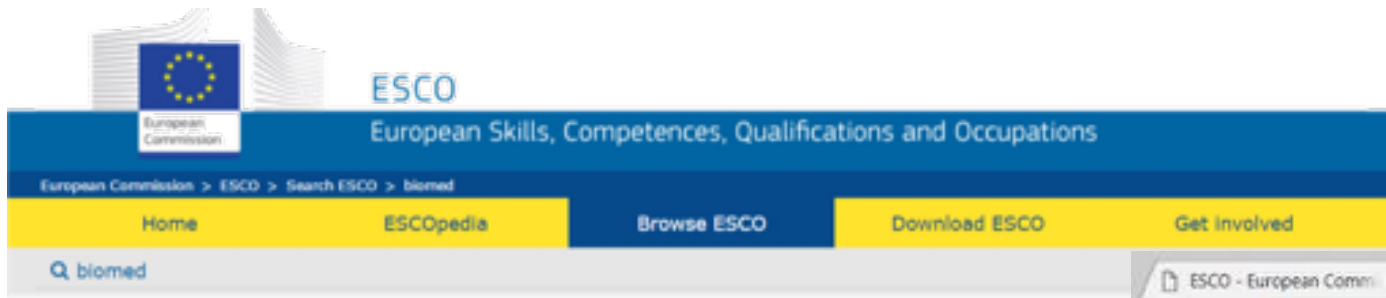 ESCO
European
Commission
European Skills, Competences, Qualifications and Occupations
European Commission > ESCO > Search ESCO > biomed
Home ESCOpedia Browse ESCO Download ESCO Get involved
biomed
ESCO - European Comm